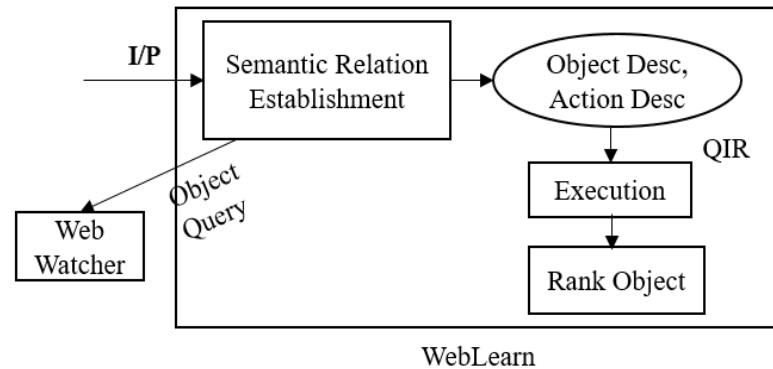 I/P
Semantic Relation
Establishment
Object Desc,
Action Desc
QIR
Object
Query
Execution
Web
Watcher
Rank Object
WebLearn